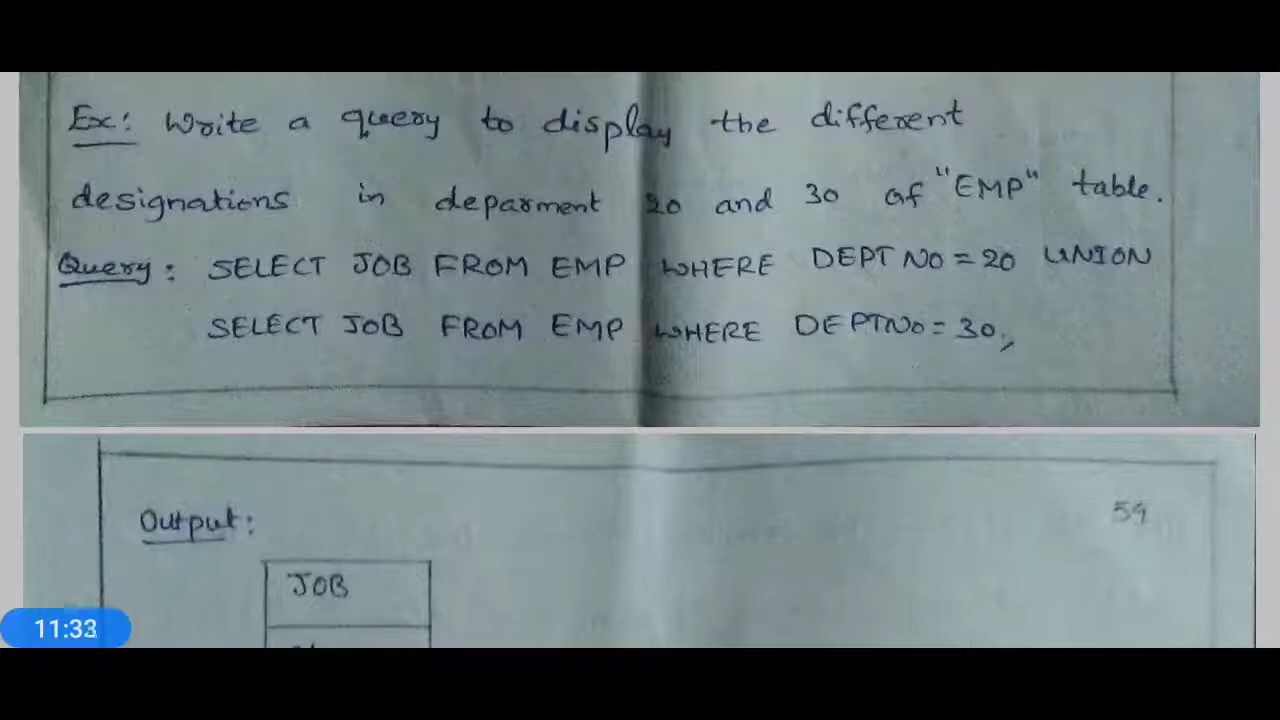 Ex: Write a query to display the different
designations in deparment 20 and 30 of "EMP" table.
Query: SELECT JOB FROM EMP WHERE DEPTNO = 20 UNION
SELECT JOB FROM EMP WHERE DEPTNO = 30;
59
Output:
JOB
11:33